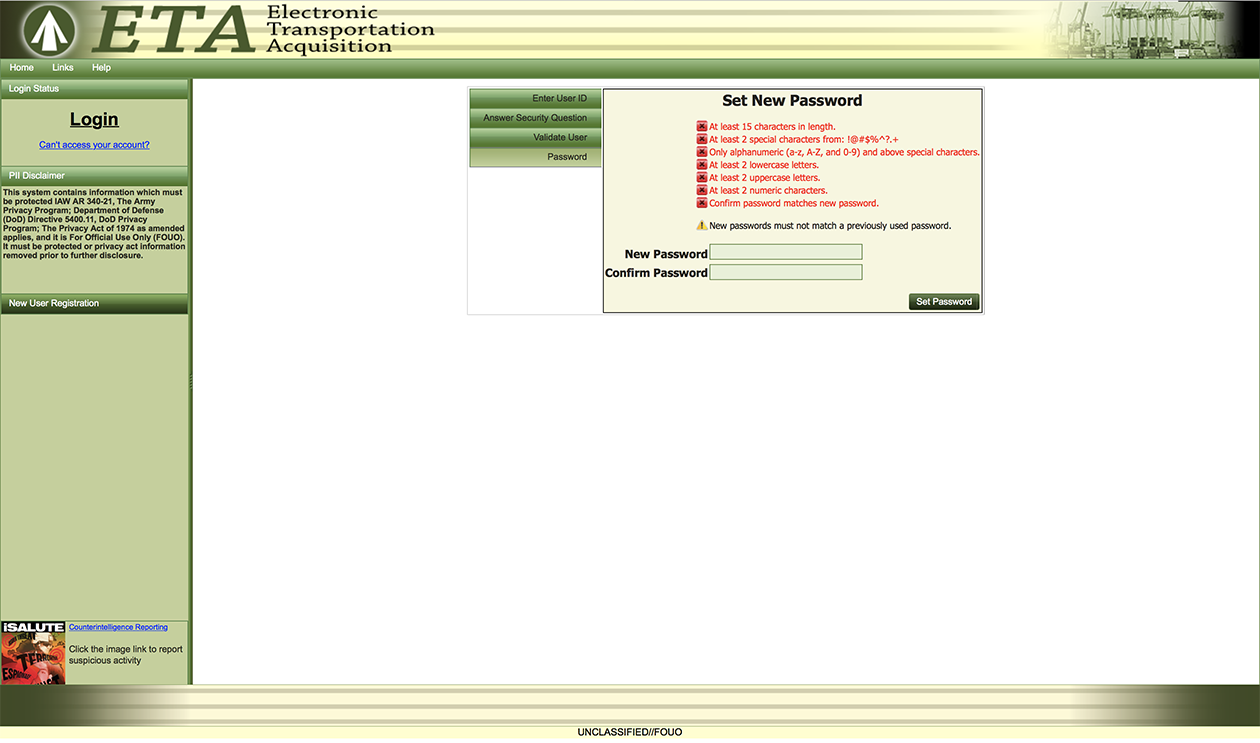 ETA
Electronic
Transportation
Acquisition
Home Links Help
Login Status
Login
Can't access your account?
PII Disclaimer
This system contains information which must
be protected IAW AR 340-21, The Army
Privacy Program; Department of Defense
(DoD) Directive 5400.11, DoD Privacy
Program; The Privacy Act of 1974 as amended
applies, and it is For Official Use Only (FOUO).
It must be protected or privacy act information
removed prior to further disclosure.
New User Registration
iSALUTE
TERRORISM
ESPIONAGE
Counterintelligence Reporting
Click the image link to report
suspicious activity
Enter User ID
Answer Security Question
Validate User
Password
Set New Password
At least 15 characters in length.
At least 2 special characters from: !@#$%^?.+
Only alphanumeric (a-z, A-Z, and 0-9) and above special characters.
At least 2 lowercase letters.
At least 2 uppercase letters.
At least 2 numeric characters.
Confirm password matches new password.
New passwords must not match a previously used password.
New Password
Confirm Password
Set Password
UNCLASSIFIED//FOUO